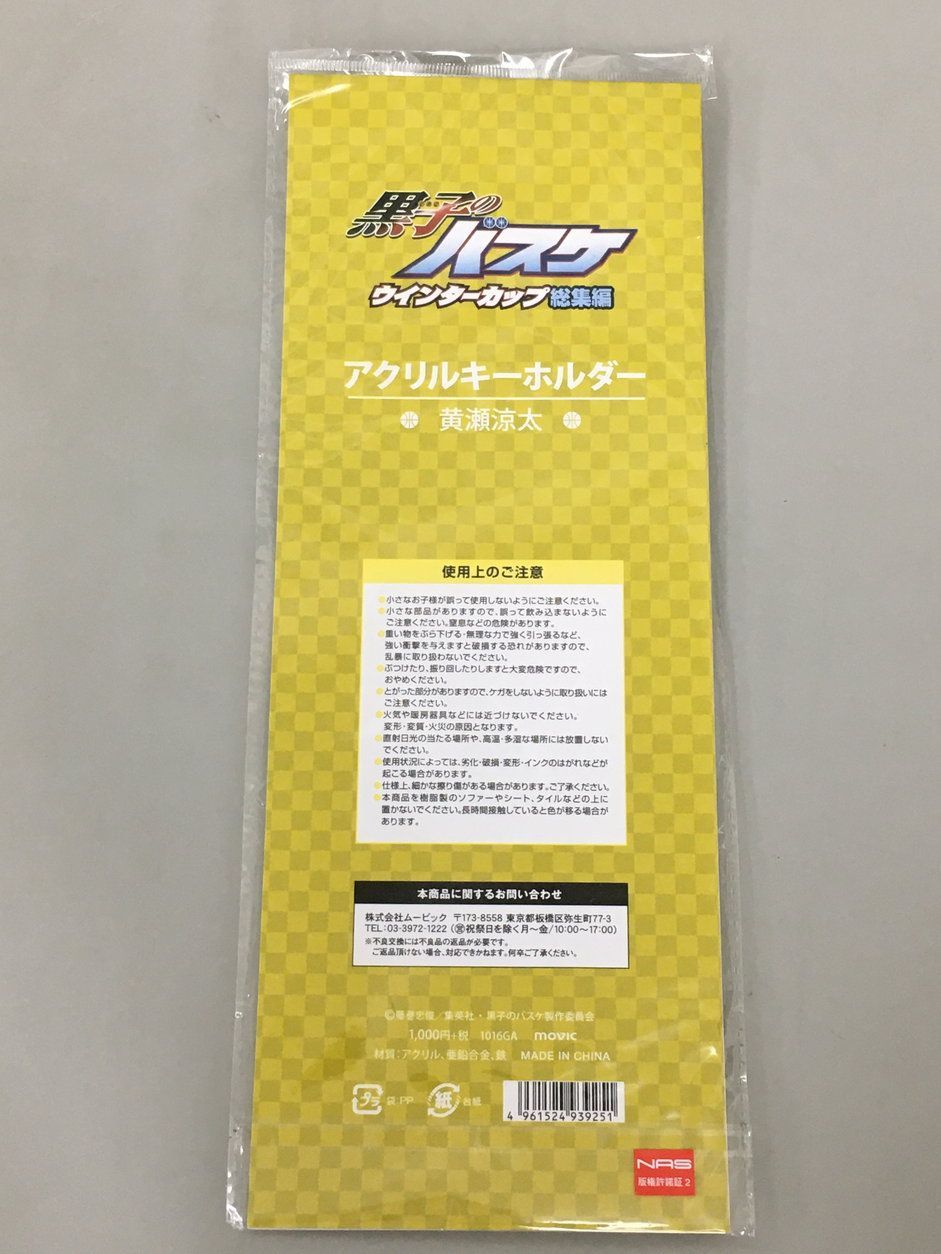 黒子の
バスケ
ウインターカップ総集編
アクリルキーホルダー
黄瀬涼太
使用上のご注意
●小さなお子様が誤って使用しないようにご注意ください。
●小さな部品がありますので、誤って飲み込まないように
ご注意ください。窒息などの危険があります。
●重い物をぶら下げる・無理な力で強く引っ張るなど、
強い衝撃を与えますと破損する恐れがありますので、
乱暴に取り扱わないでください。
●ぶつけたり、振り回したりしますと大変危険ですので、
おやめください。
●とがった部分がありますので、ケガをしないように取り扱いには
ご注意ください。
●火気や暖房器具などには近づけないでください。
変形・変質・火災の原因となります。
●直射日光の当たる場所や、高温・多湿な場所には放置しない
でください。
●使用状況によっては、劣化・破損・変形・インクのはがれなどが
起こる場合があります。
●仕様上、細かな擦り傷がある場合があります。ご了承ください。
●本商品を樹脂製のソファーやシート、タイルなどの上に
置かないでください。長時間接触していると色が移る場合が
あります。
本商品に関するお問い合わせ
株式会社ムービック 〒173-8558 東京都板橋区弥生町77-3
TEL:03-3972-1222 (㊪祝祭日を除く月〜金/10:00〜17:00)
※不良交換には不良品の返品が必要です。
ご返品頂けない場合、対応できかねます。何卒ご了承ください。
©藤巻忠俊/集英社・黒子のバスケ製作委員会
1,000円+税 1016GA movic
材質:アクリル、亜鉛合金、鉄 MADE IN CHINA
プラ 袋:PP 紙 台紙
4 961524 939251
NAS
版権許諾証2